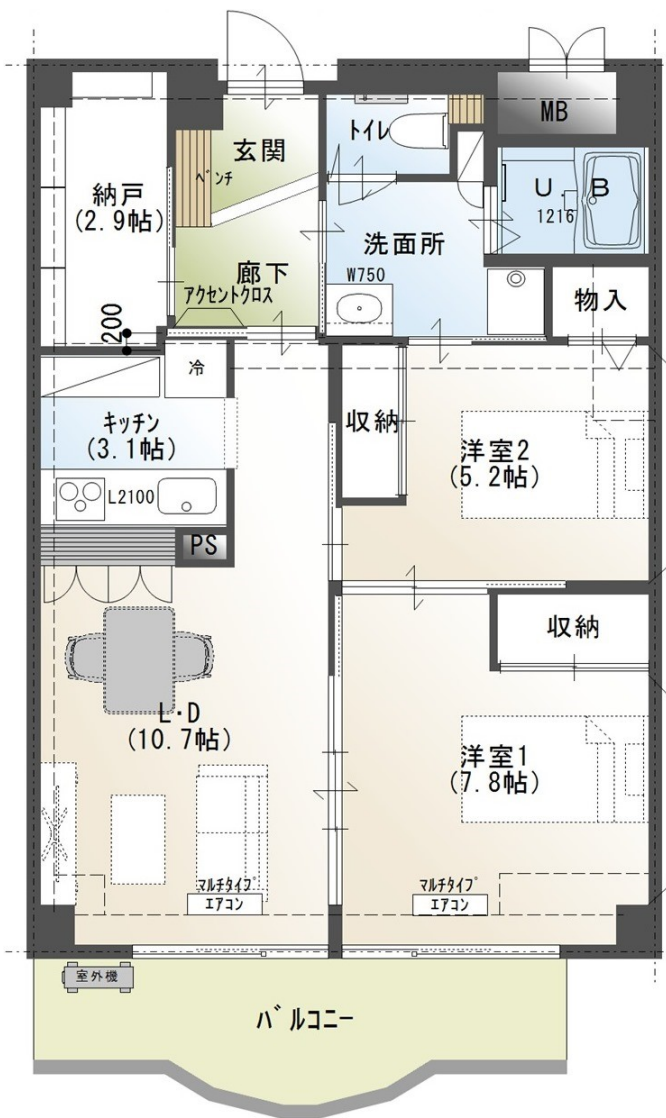 MB
トイレ
玄関
ベンチ
納戸
(2.9帖)
U.B
1216
洗面所
W750
廊下
アクセントクロス
物入
200
冷
キッチン
(3.1帖)
収納
洋室2
(5.2帖)
L2100
PS
収納
L・D
(10.7帖)
洋室1
(7.8帖)
マルチタイプ
エアコン
マルチタイプ
エアコン
室外機
バルコニー